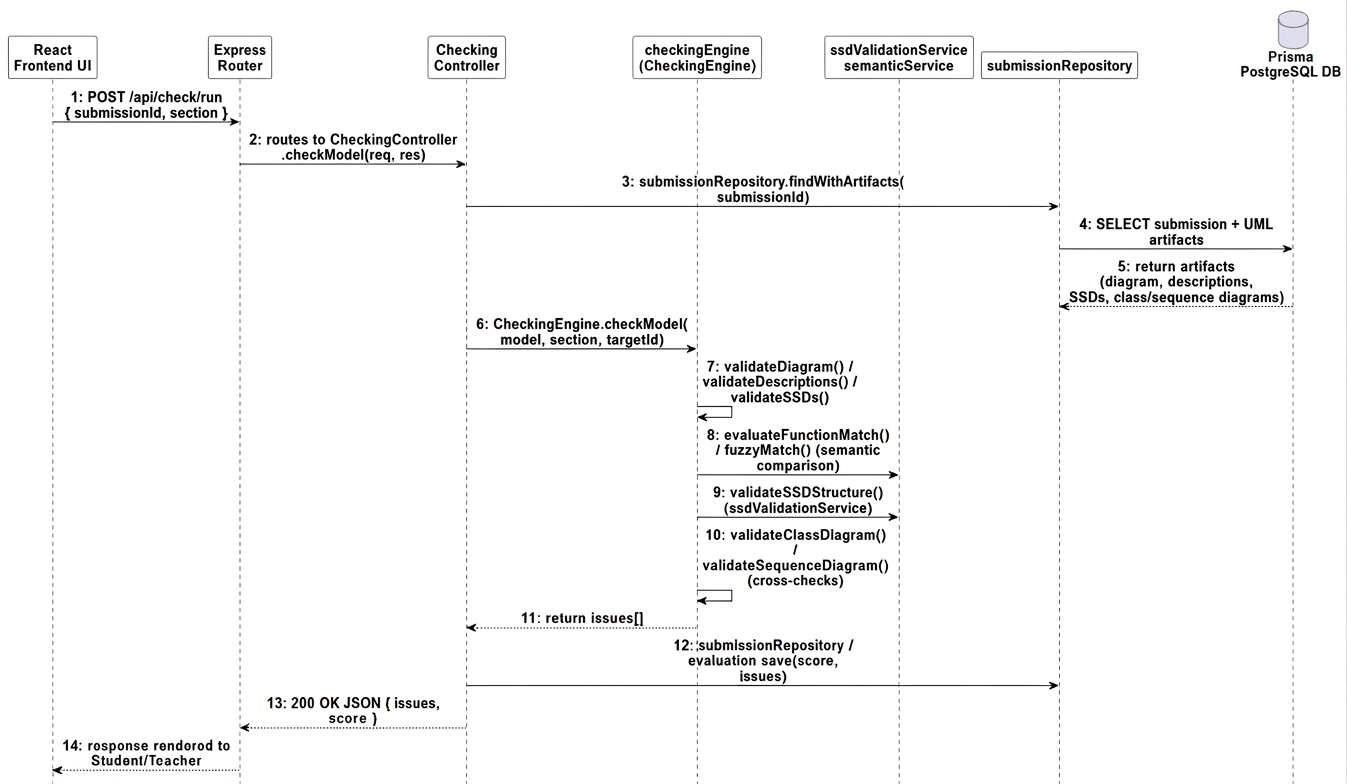 React
Frontend UI
Express
Router
Checking
Controller
checkingEngine
(CheckingEngine)
ssdValidationService
semanticService
submissionRepository
Prisma
PostgreSQL DB
1: POST /api/check/run
{ submissionId, section }
2: routes to CheckingController
.checkModel(req, res)
3: submissionRepository.findWithArtifacts(
submissionId)
4: SELECT submission + UML
artifacts
5: return artifacts
(diagram, descriptions,
SSDs, class/sequence diagrams)
6: CheckingEngine.checkModel(
model, section, targetId)
7: validateDiagram() /
validateDescriptions() /
validateSSDs()
8: evaluateFunctionMatch()
/ fuzzyMatch() (semantic
comparison)
9: validateSSDStructure()
(ssdValidationService)
10: validateClassDIagram()
/
validateSequenceDiagram()
(cross-checks)
11: return issues[]
12: submIssionRepository /
evaluation save(score,
issues)
13: 200 OK JSON { issues,
score }
14: rosponse rendorod to
Student/Teacher